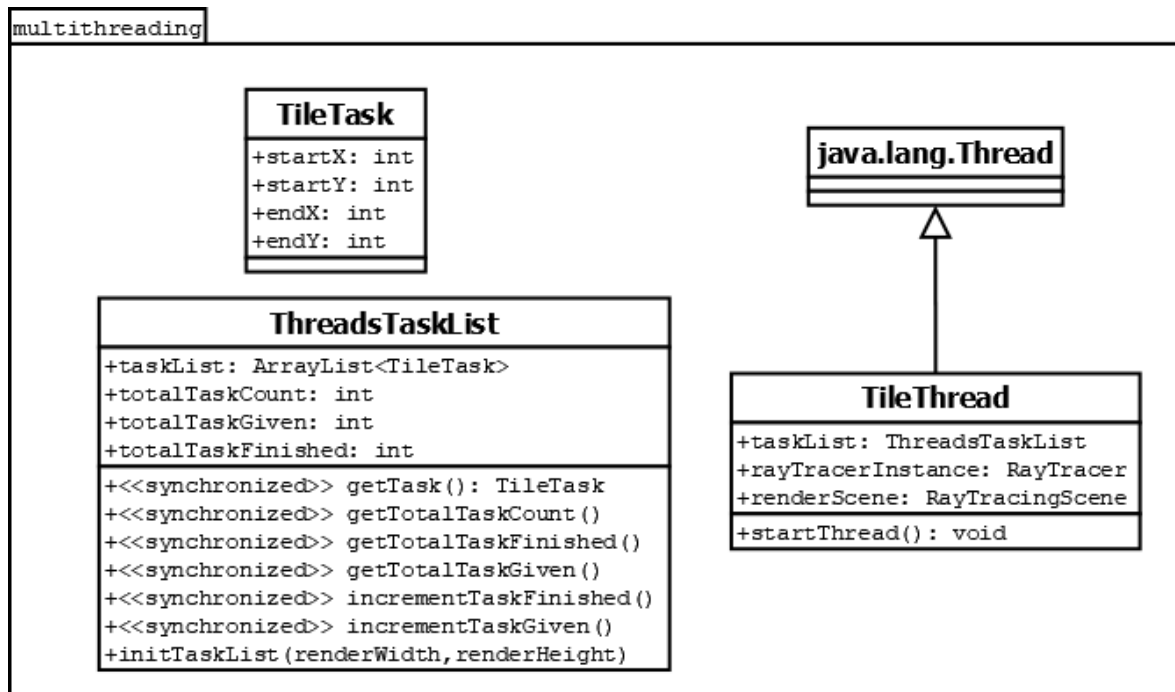 multithreading
TileTask
+startX: int
+startY: int
+endX: int
+endY: int
java.lang.Thread
ThreadsTaskList
+taskList: ArrayList<TileTask>
+totalTaskCount: int
+totalTaskGiven: int
+totalTaskFinished: int
+<<synchronized>> getTask(): TileTask
+<<synchronized>> getTotalTaskCount()
+<<synchronized>> getTotalTaskFinished()
+<<synchronized>> getTotalTaskGiven()
+<<synchronized>> incrementTaskFinished()
+<<synchronized>> incrementTaskGiven()
+initTaskList(renderWidth,renderHeight)
TileThread
+taskList: ThreadsTaskList
+rayTracerInstance: RayTracer
+renderScene: RayTracingScene
+startThread(): void